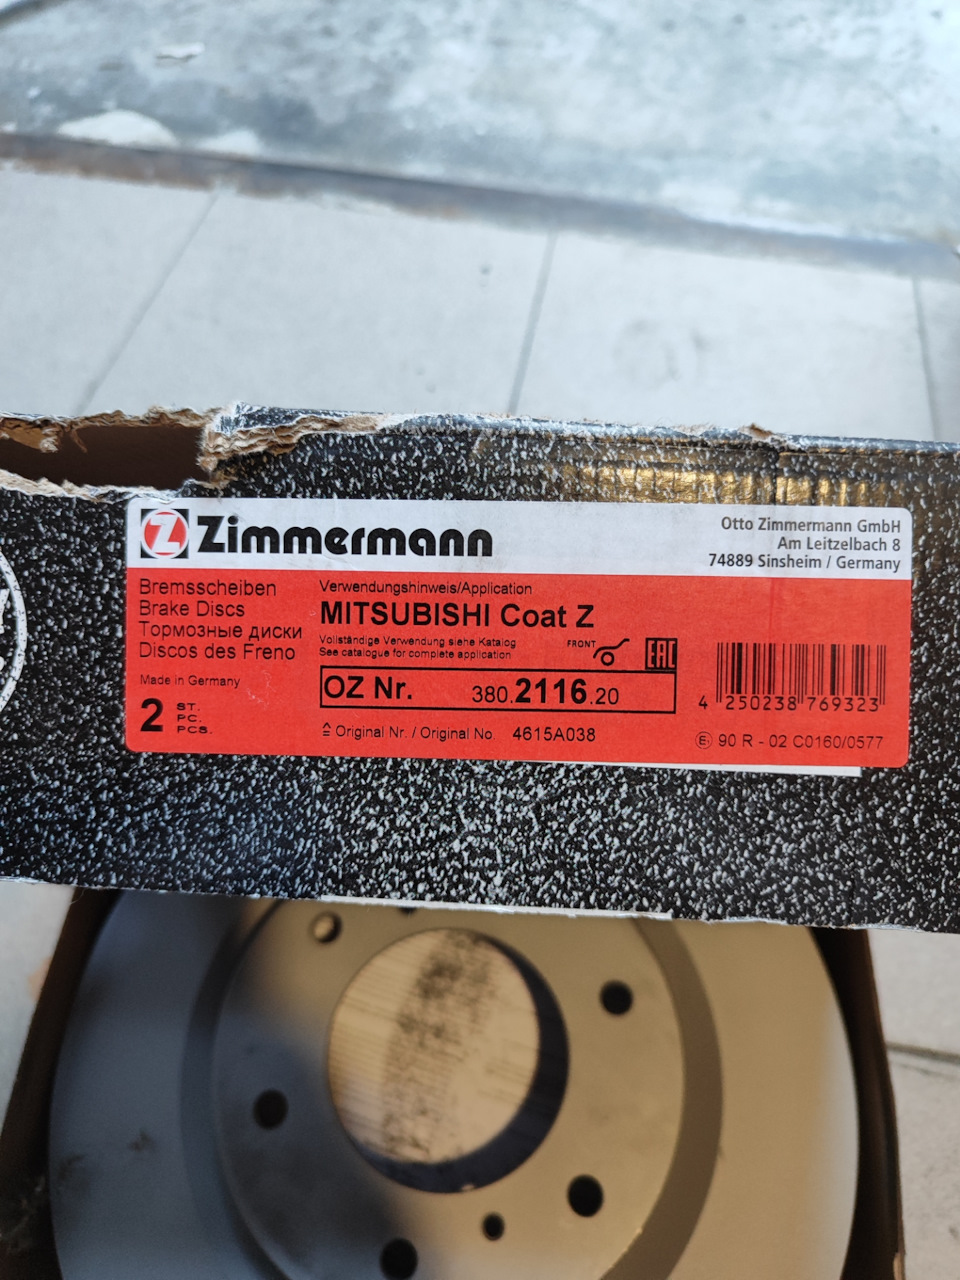 Zimmermann
Otto Zimmermann GmbH
Am Leitzelbach 8
74889 Sinsheim / Germany
Bremsscheiben
Brake Discs
Тормозные диски
Discos des Freno
Made in Germany
2 ST.
PC.
PCS.
Verwendungshinweis/Application
MITSUBISHI Coat Z
Vollständige Verwendung siehe Katalog
See catalogue for complete application
FRONT
EAC
OZ Nr. 380.2116.20
≙ Original Nr. / Original No. 4615A038
4 250238 769323
E1 90 R - 02 C0160/0577